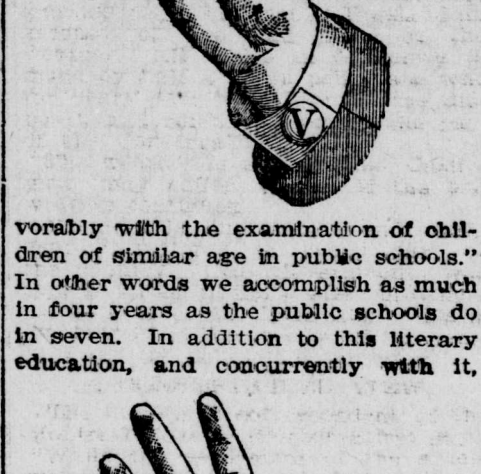 V
vorably with the examination of chil-
dren of similar age in public schools."
In other words we accomplish as much
in four years as the public schools do
in seven. In addition to this literary
education, and concurrently with it,